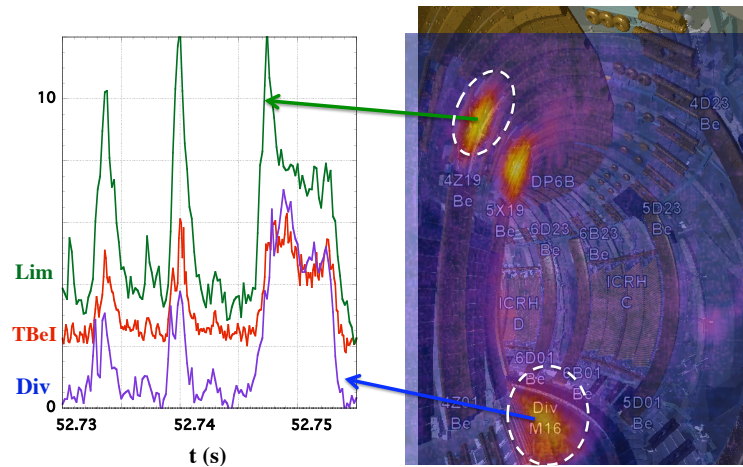 10
Lim
TBeI
Div
0
52.73
52.74
52.75
t (s)
4D23
Be
4Z19
Be
DP6B
5X19
Be
6D23
Be
6B23
Be
5D23
Be
ICRH
D
ICRH
C
6D01
Be
6B01
Be
4Z01
Be
Div
M16
5D01
Be